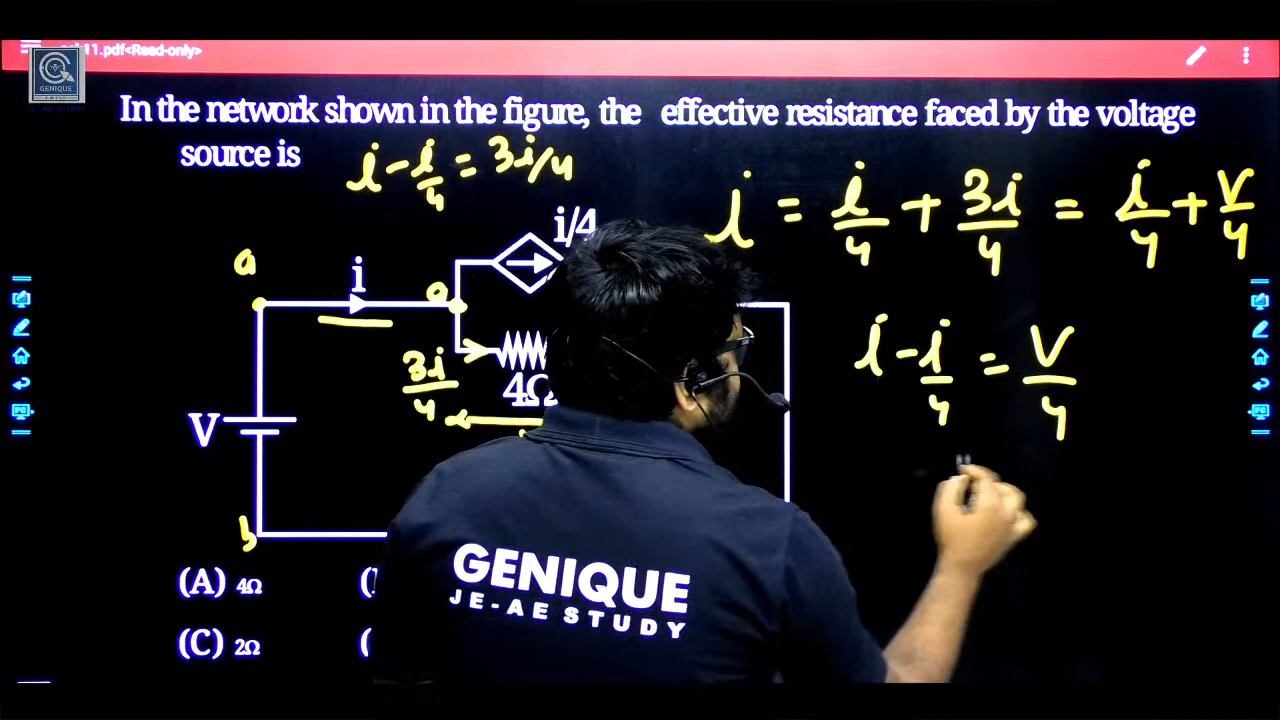 GENIQUE
11.pdf<Read-only>
In the network shown in the figure, the effective resistance faced by the voltage
source is
i - i/4 = 3i/4
i = i/4 + 3i/4 = i/4 + V/4
i/4
a
i
a
i - i/4 = V/4
3i/4
4Ω
V
b
GENIQUE
JE-AE STUDY
(A) 4Ω
(C) 2Ω